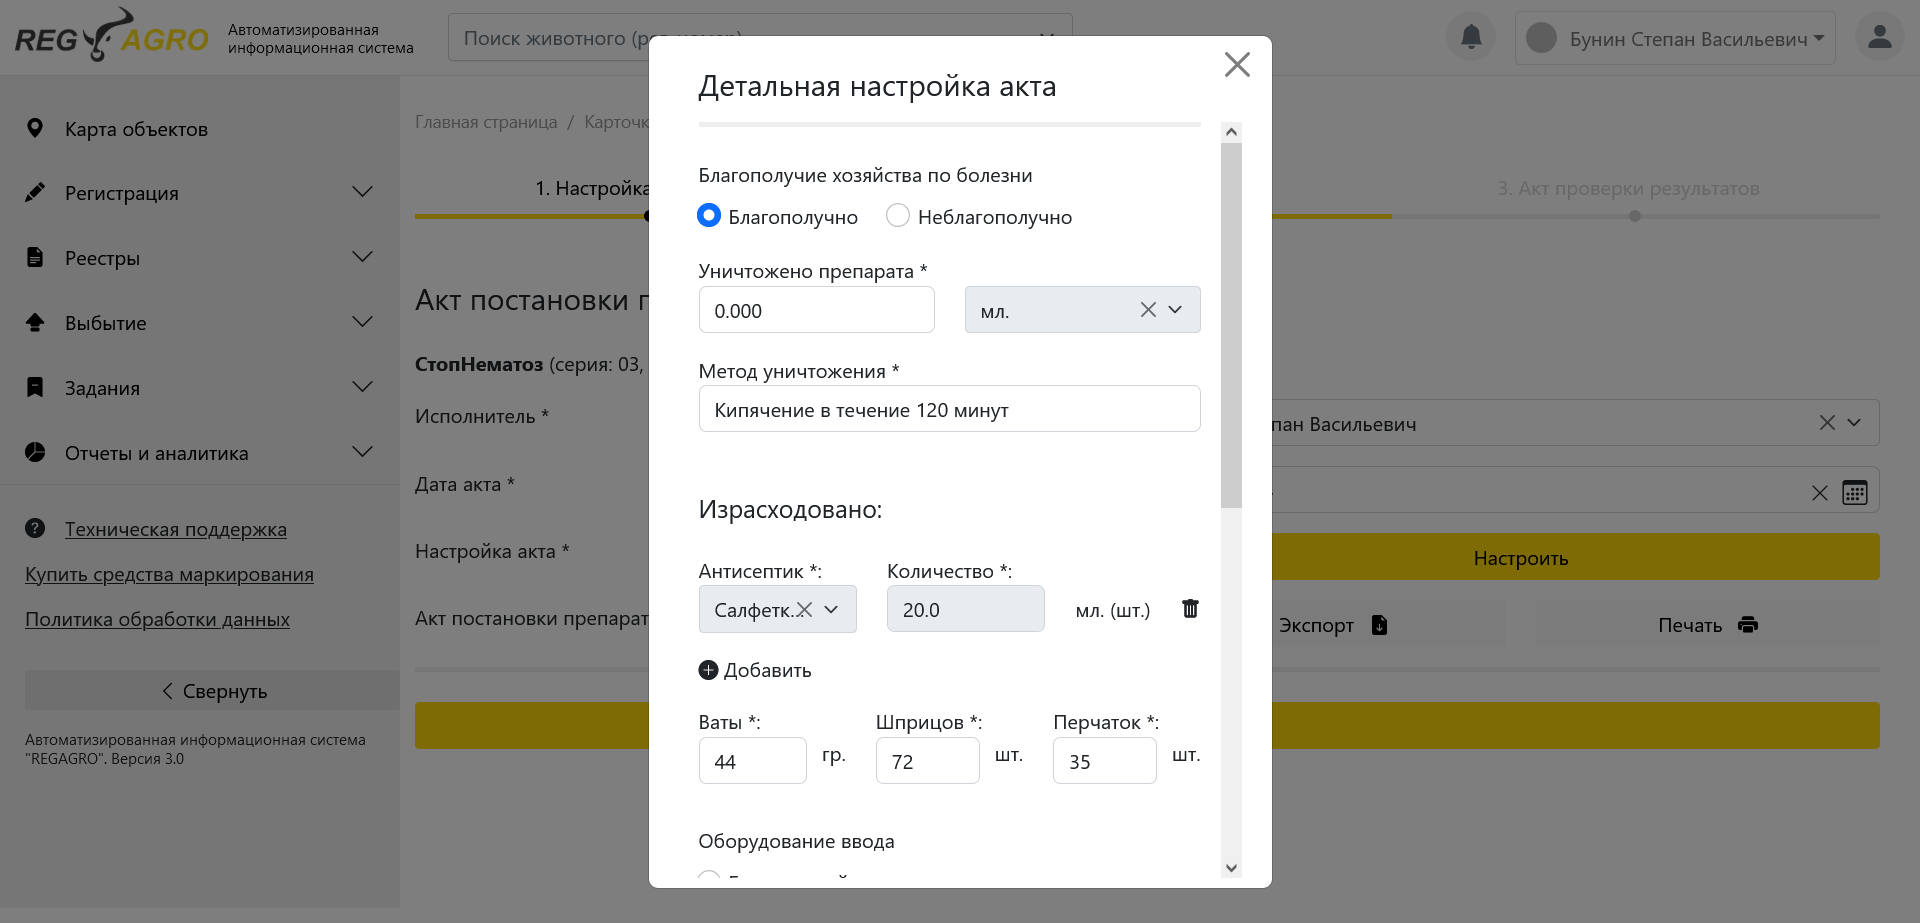 REG AGRO
Автоматизированная
информационная система
Поиск животного (рег. номер)
Бунин Степан Васильевич
Карта объектов
Регистрация
Реестры
Выбытие
Задания
Отчеты и аналитика
Техническая поддержка
Купить средства маркирования
Политика обработки данных
Свернуть
Автоматизированная информационная система
"REGAGRO". Версия 3.0
Главная страница / Карточк
1. Настройка
3. Акт проверки результатов
Акт постановки п
СтопНематоз (серия: 03,
Исполнитель *
пан Васильевич
Дата акта *
Настройка акта *
Настроить
Акт постановки препарат
Экспорт
Печать
Детальная настройка акта
Благополучие хозяйства по болезни
Благополучно
Неблагополучно
Уничтожено препарата *
0.000
мл.
Метод уничтожения *
Кипячение в течение 120 минут
Израсходовано:
Антисептик *:
Количество *:
Салфетк...
20.0
мл. (шт.)
Добавить
Ваты *:
Шприцов *:
Перчаток *:
44
гр.
72
шт.
35
шт.
Оборудование ввода